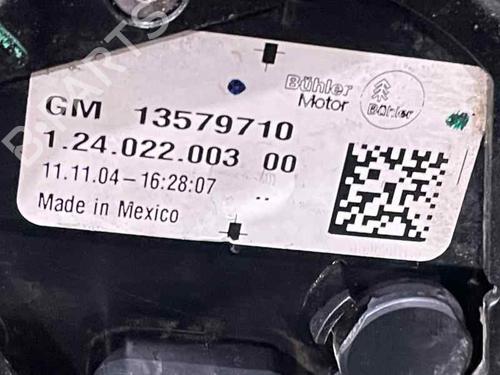 GM 13579710
Bühler
Motor
Bühler
1.24.022.003 00
11.11.04-16:28:07
Made in Mexico